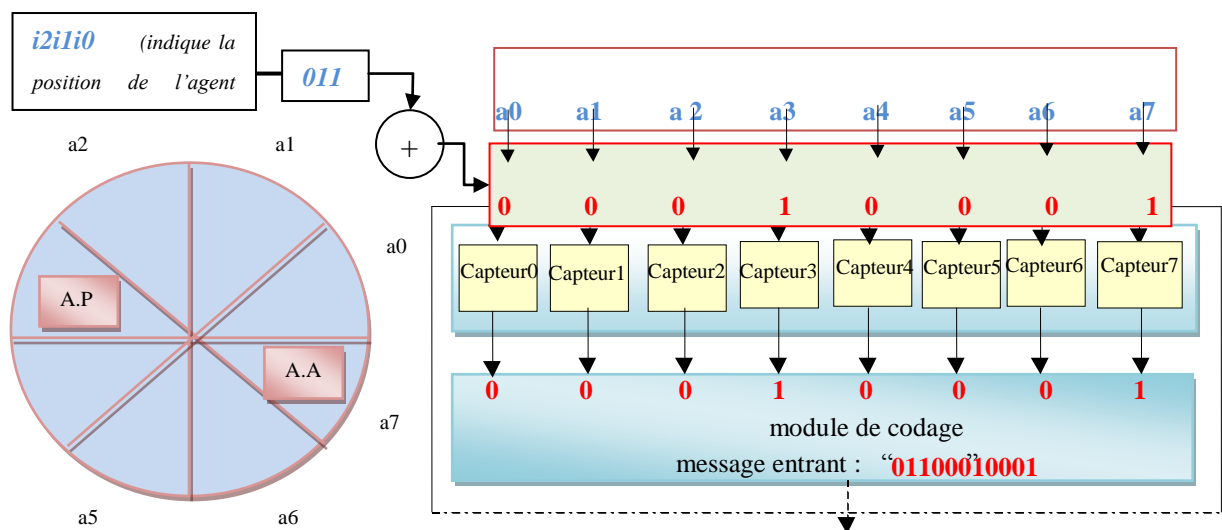 i2i1i0 (indique la
position de l'agent
011
+
a0 a1 a 2 a3 a4 a5 a6 a7
0 0 0 1 0 0 0 1
Capteur0 Capteur1 Capteur2 Capteur3 Capteur4 Capteur5 Capteur6 Capteur7
0 0 0 1 0 0 0 1
module de codage
message entrant : “01100010001”
a2 a1
a0
A.P
A.A
a7
a5 a6